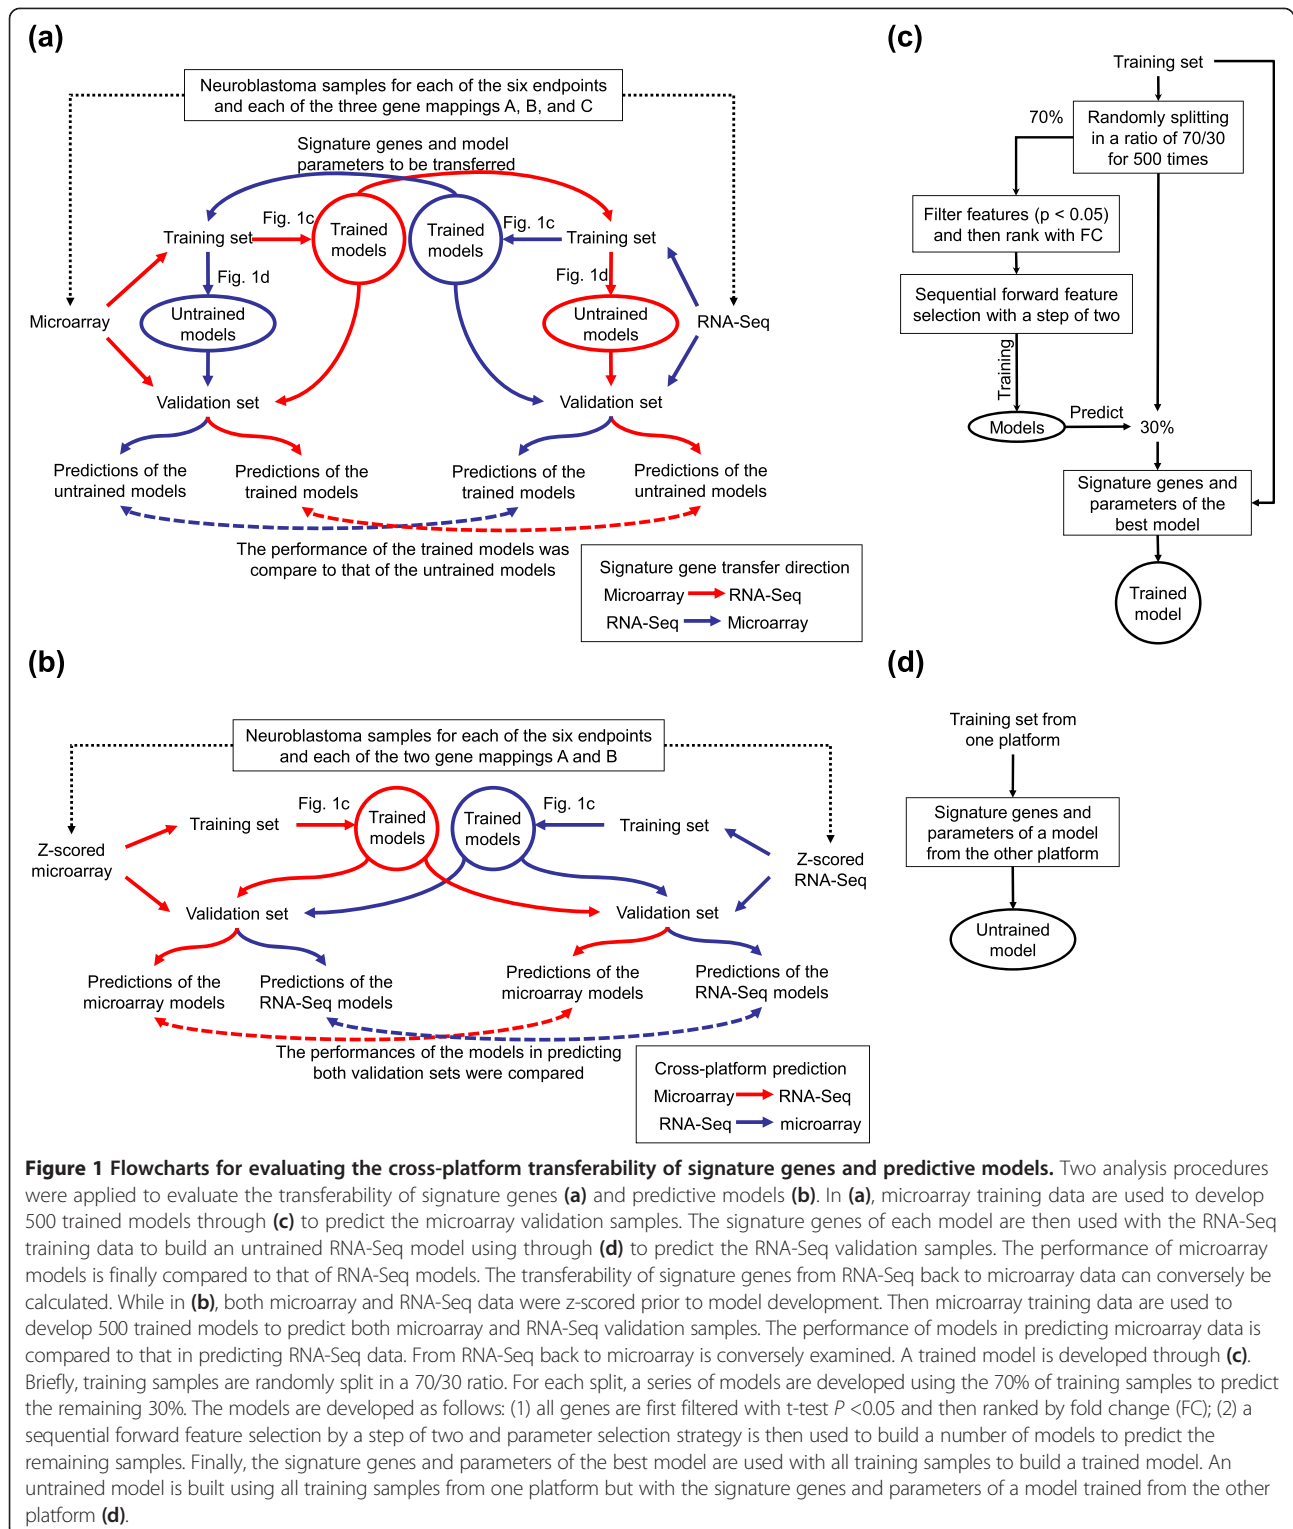 (a)
Neuroblastoma samples for each of the six endpoints
and each of the three gene mappings A, B, and C
Signature genes and model
parameters to be transferred
Fig. 1c
Trained
models
Trained
models
Fig. 1c
Training set
Training set
Fig. 1d
Fig. 1d
Microarray
Untrained
models
Untrained
models
RNA-Seq
Validation set
Validation set
Predictions of the
untrained models
Predictions of the
trained models
Predictions of the
trained models
Predictions of the
untrained models
The performance of the trained models was
compare to that of the untrained models
Signature gene transfer direction
Microarray RNA-Seq
RNA-Seq Microarray
(c)
Training set
70%
Randomly splitting
in a ratio of 70/30
for 500 times
Filter features (p < 0.05)
and then rank with FC
Sequential forward feature
selection with a step of two
Training
Models
Predict
30%
Signature genes and
parameters of the
best model
Trained
model
(b)
Neuroblastoma samples for each of the six endpoints
and each of the two gene mappings A and B
Fig. 1c
Trained
models
Trained
models
Fig. 1c
Training set
Training set
Z-scored
microarray
Z-scored
RNA-Seq
Validation set
Validation set
Predictions of the
microarray models
Predictions of the
RNA-Seq models
Predictions of the
microarray models
Predictions of the
RNA-Seq models
The performances of the models in predicting
both validation sets were compared
Cross-platform prediction
Microarray RNA-Seq
RNA-Seq microarray
(d)
Training set from
one platform
Signature genes and
parameters of a model
from the other platform
Untrained
model
Figure 1 Flowcharts for evaluating the cross-platform transferability of signature genes and predictive models. Two analysis procedures
were applied to evaluate the transferability of signature genes (a) and predictive models (b). In (a), microarray training data are used to develop
500 trained models through (c) to predict the microarray validation samples. The signature genes of each model are then used with the RNA-Seq
training data to build an untrained RNA-Seq model using through (d) to predict the RNA-Seq validation samples. The performance of microarray
models is finally compared to that of RNA-Seq models. The transferability of signature genes from RNA-Seq back to microarray data can conversely be
calculated. While in (b), both microarray and RNA-Seq data were z-scored prior to model development. Then microarray training data are used to
develop 500 trained models to predict both microarray and RNA-Seq validation samples. The performance of models in predicting microarray data is
compared to that in predicting RNA-Seq data. From RNA-Seq back to microarray is conversely examined. A trained model is developed through (c).
Briefly, training samples are randomly split in a 70/30 ratio. For each split, a series of models are developed using the 70% of training samples to predict
the remaining 30%. The models are developed as follows: (1) all genes are first filtered with t-test P <0.05 and then ranked by fold change (FC); (2) a
sequential forward feature selection by a step of two and parameter selection strategy is then used to build a number of models to predict the
remaining samples. Finally, the signature genes and parameters of the best model are used with all training samples to build a trained model. An
untrained model is built using all training samples from one platform but with the signature genes and parameters of a model trained from the other
platform (d).